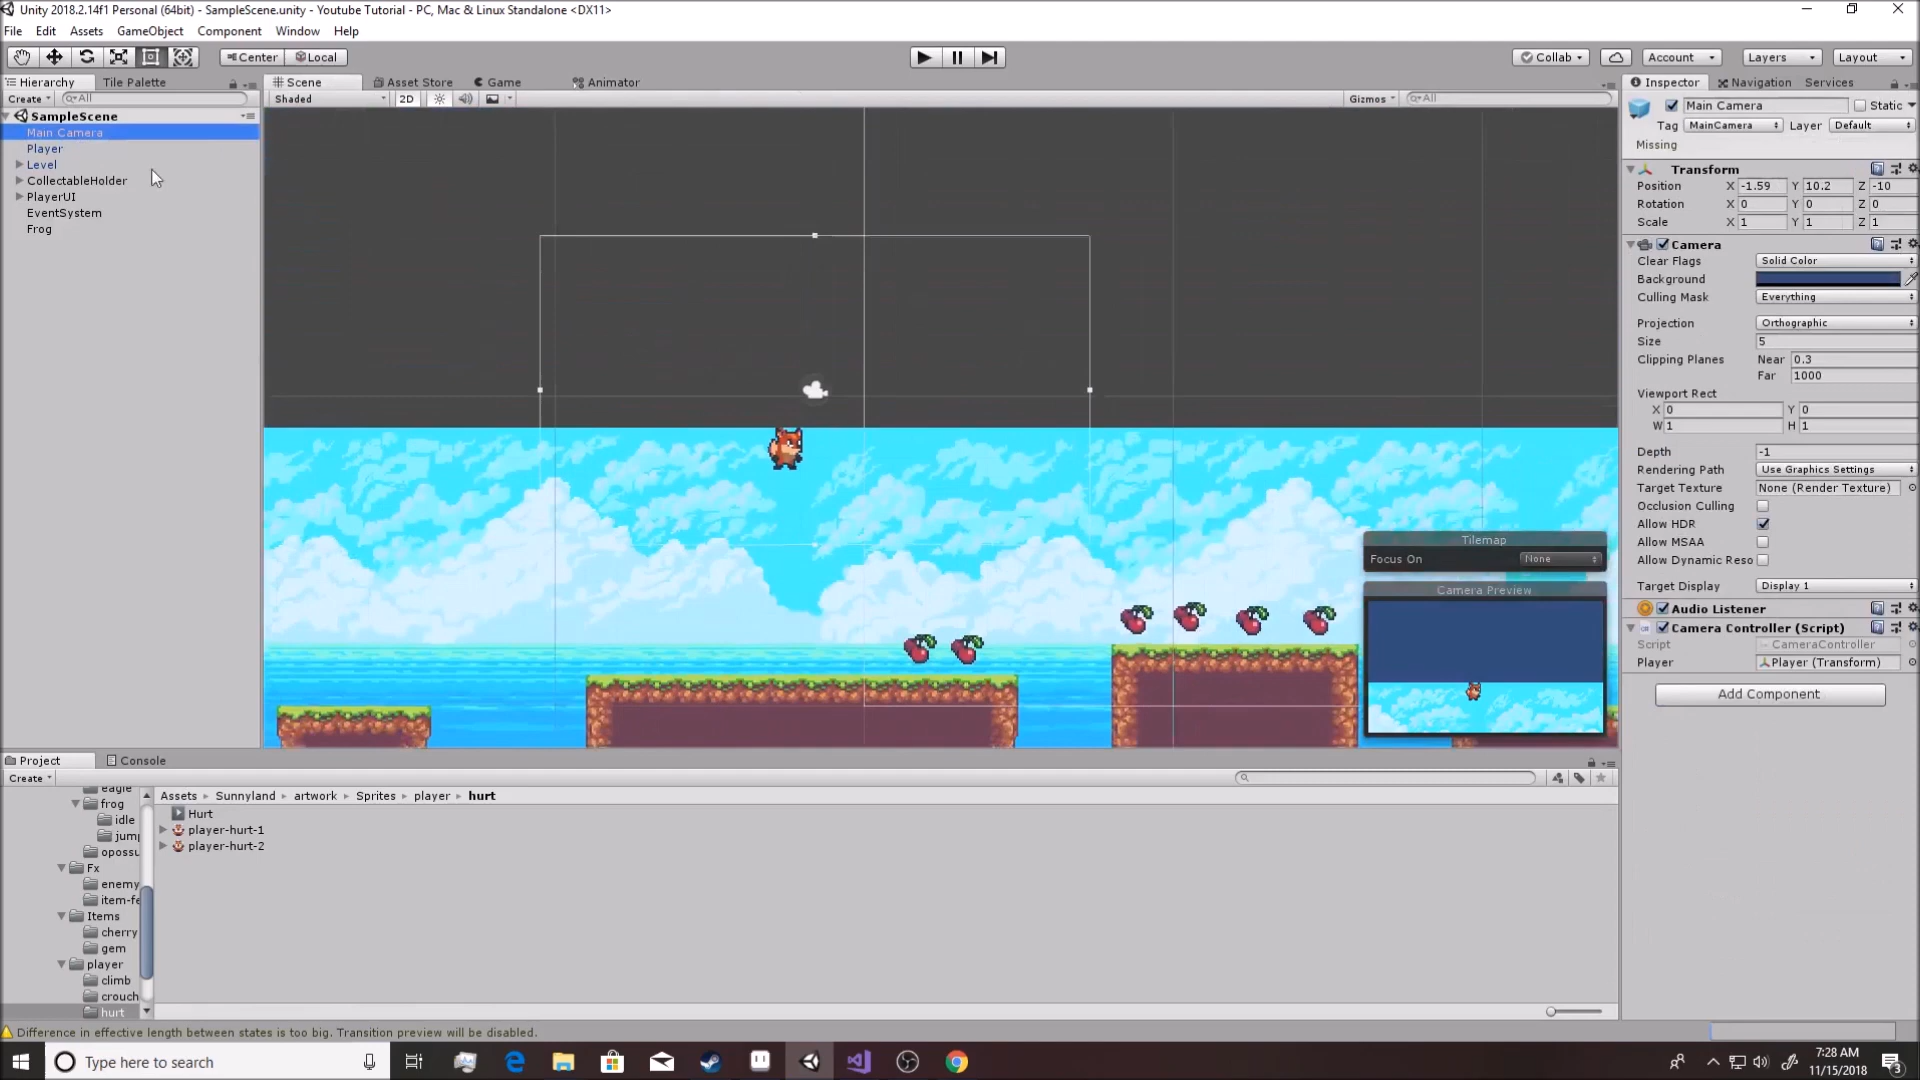 Unity 2018.2.14f1 Personal (64bit) - SampleScene.unity - Youtube Tutorial - PC, Mac & Linux Standalone <DX11>
File Edit Assets GameObject Component Window Help
Center Local Collab Account Layers Layout
Hierarchy Tile Palette Scene Asset Store Game Animator Inspector Navigation Services
Create All Shaded 2D Gizmos All
SampleScene
Main Camera
Player
Level
CollectableHolder
PlayerUI
EventSystem
Frog
Main Camera Static
Tag MainCamera Layer Default
Missing
Transform
Position X -1.59 Y 10.2 Z -10
Rotation X 0 Y 0 Z 0
Scale X 1 Y 1 Z 1
Camera
Clear Flags Solid Color
Background
Culling Mask Everything
Projection Orthographic
Size 5
Clipping Planes Near 0.3
Far 1000
Viewport Rect
X 0 Y 0
W 1 H 1
Depth -1
Rendering Path Use Graphics Settings
Target Texture None (Render Texture)
Occlusion Culling
Allow HDR
Allow MSAA
Allow Dynamic Reso
Target Display Display 1
Audio Listener
Camera Controller (Script)
Script CameraController
Player Player (Transform)
Add Component
Tilemap
Focus On None
Camera Preview
Project Console
Create
Assets Sunnyland artwork Sprites player hurt
Hurt
player-hurt-1
player-hurt-2
eagle
frog
idle
jump
opossu
Fx
enemy
item-fe
Items
cherry
gem
player
climb
crouch
hurt
Difference in effective length between states is too big. Transition preview will be disabled.
Type here to search
7:28 AM
11/15/2018
3